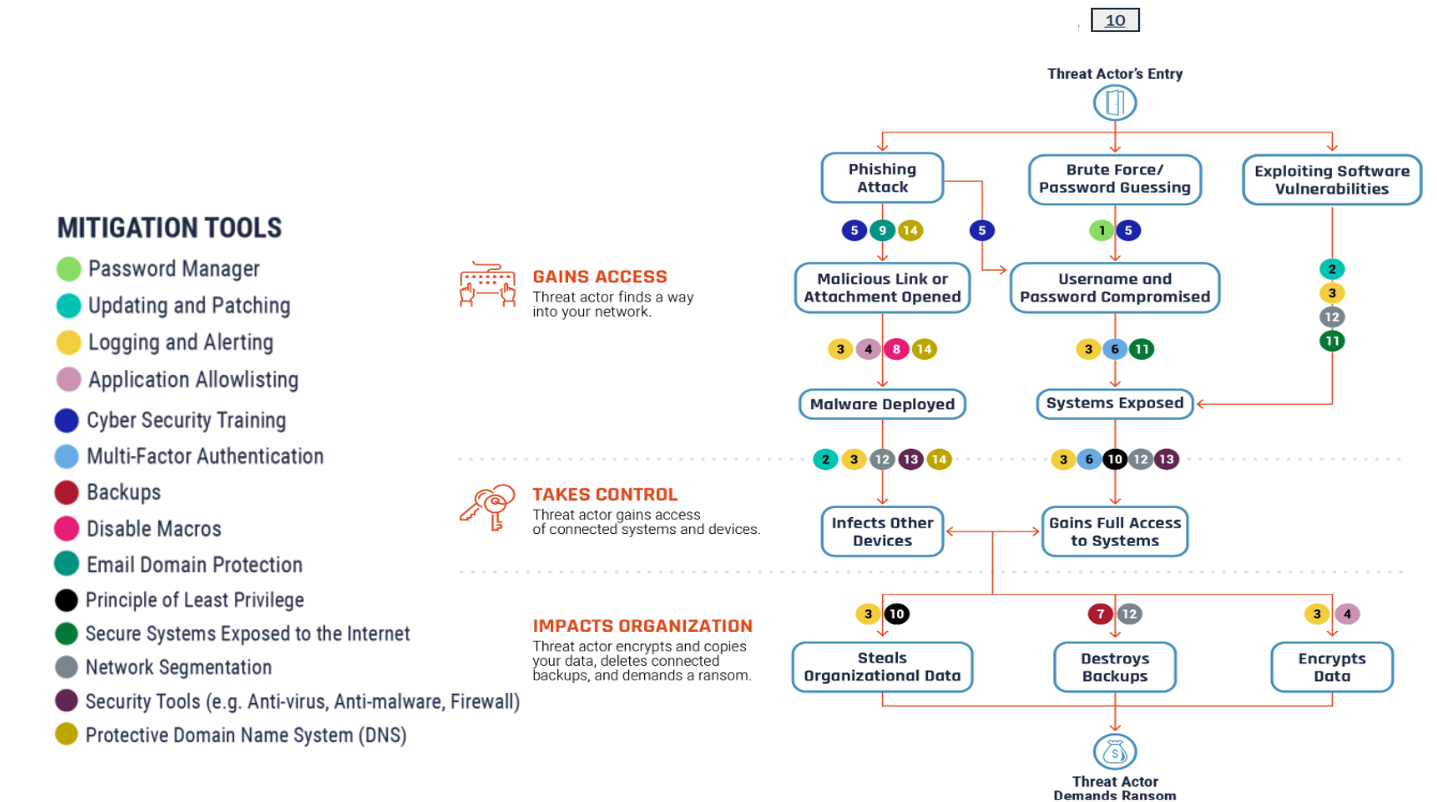 10
Threat Actor's Entry
Phishing
Attack
Brute Force/
Password Guessing
Exploiting Software
Vulnerabilities
5 9 14
5
1 5
MITIGATION TOOLS
Password Manager
Updating and Patching
Logging and Alerting
Application Allowlisting
Cyber Security Training
Multi-Factor Authentication
Backups
Disable Macros
Email Domain Protection
Principle of Least Privilege
Secure Systems Exposed to the Internet
Network Segmentation
Security Tools (e.g. Anti-virus, Anti-malware, Firewall)
Protective Domain Name System (DNS)
GAINS ACCESS
Threat actor finds a way
into your network.
Malicious Link or
Attachment Opened
Username and
Password Compromised
2
3
12
11
3 4 8 14
3 6 11
Malware Deployed
Systems Exposed
2 3 12 13 14
3 6 10 12 13
TAKES CONTROL
Threat actor gains access
of connected systems and devices.
Infects Other
Devices
Gains Full Access
to Systems
IMPACTS ORGANIZATION
Threat actor encrypts and copies
your data, deletes connected
backups, and demands a ransom.
3 10
7 12
3 4
Steals
Organizational Data
Destroys
Backups
Encrypts
Data
$
Threat Actor
Demands Ransom